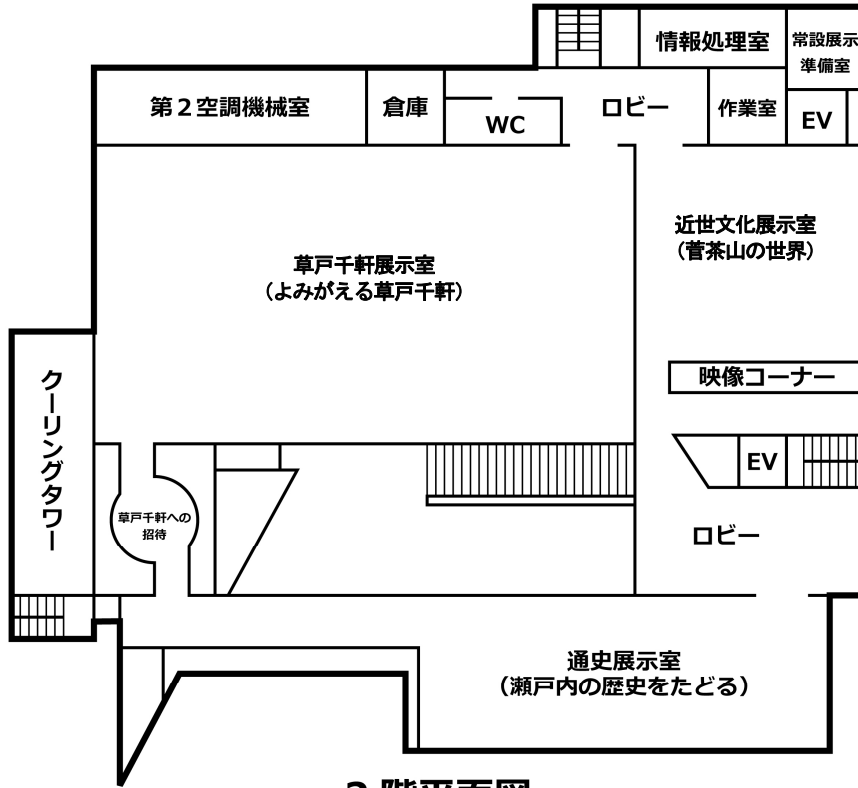 情報処理室
常設展示
準備室
第２空調機械室
倉庫
WC
ロビー
作業室
EV
近世文化展示室
（菅茶山の世界）
草戸千軒展示室
（よみがえる草戸千軒）
映像コーナー
クーリングタワー
EV
草戸千軒への
招待
ロビー
通史展示室
（瀬戸内の歴史をたどる）
２階平面図